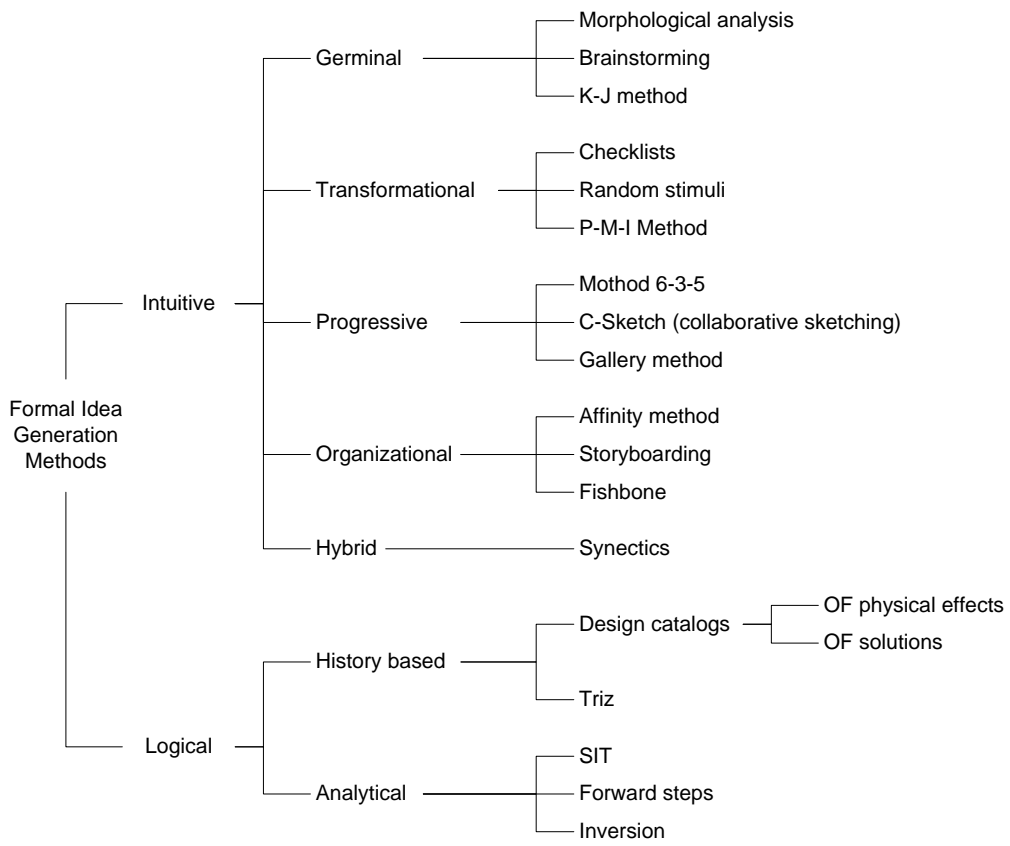 Formal Idea
Generation
Methods
Intuitive
Germinal
Morphological analysis
Brainstorming
K-J method
Transformational
Checklists
Random stimuli
P-M-I Method
Progressive
Mothod 6-3-5
C-Sketch (collaborative sketching)
Gallery method
Organizational
Affinity method
Storyboarding
Fishbone
Hybrid
Synectics
Logical
History based
Design catalogs
OF physical effects
OF solutions
Triz
Analytical
SIT
Forward steps
Inversion